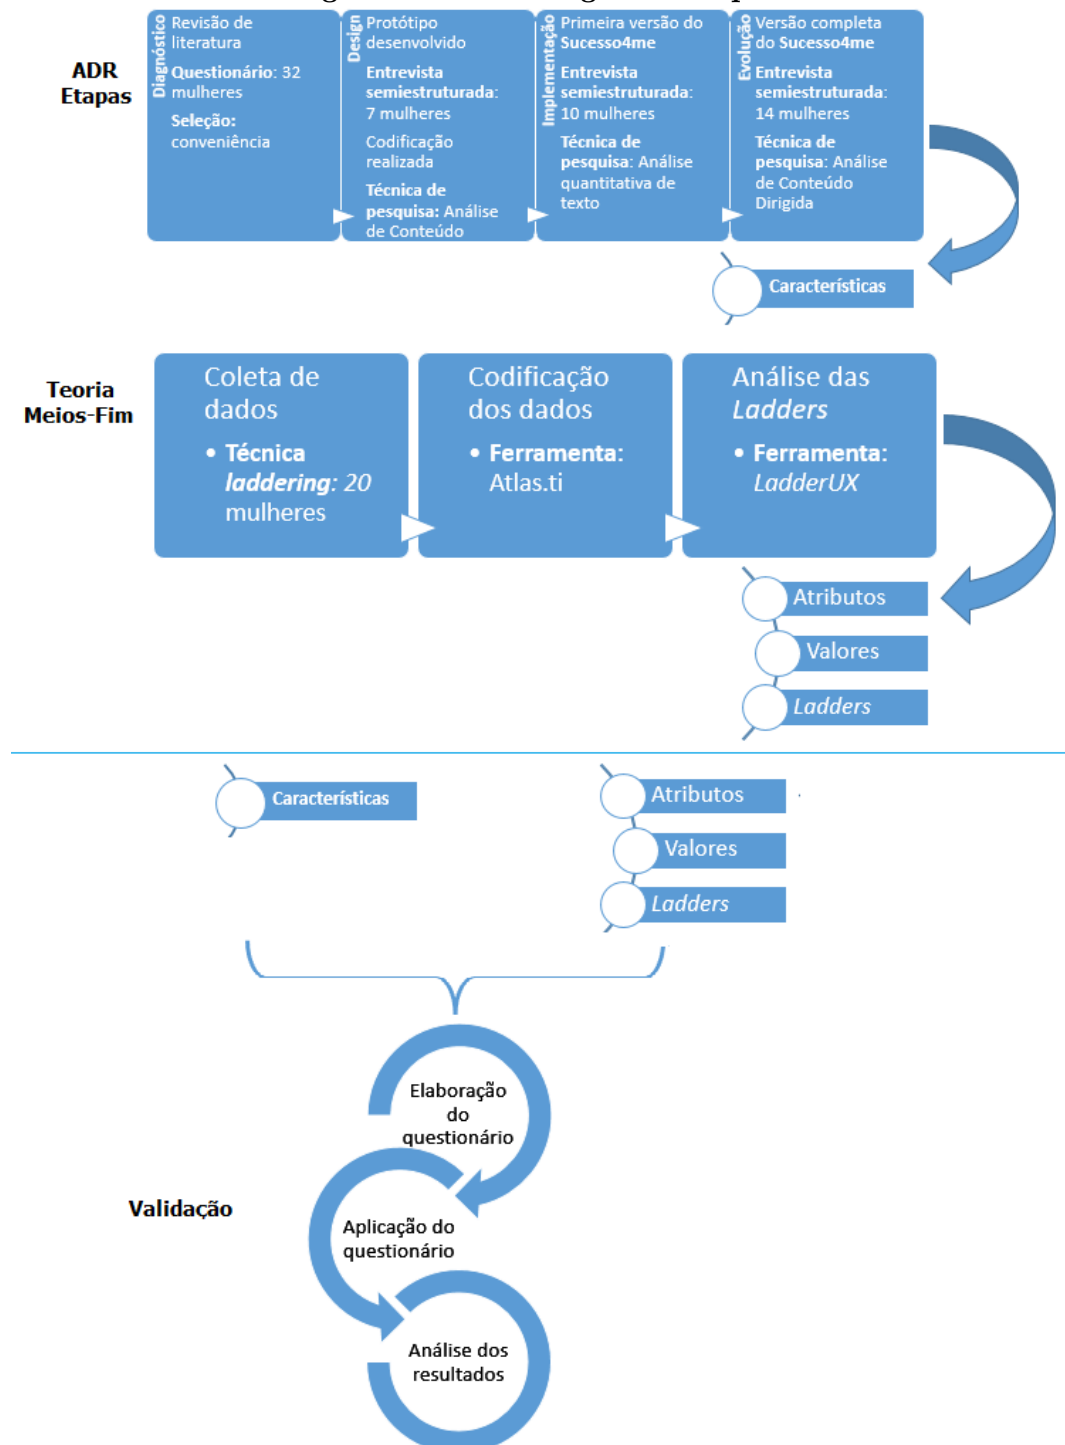 ADR
Etapas
Diagnóstico
Revisão de
literatura
Questionário: 32
mulheres
Seleção:
conveniência
Design
Protótipo
desenvolvido
Entrevista
semiestruturada:
7 mulheres
Codificação
realizada
Técnica de
pesquisa: Análise
de Conteúdo
Implementação
Primeira versão do
Sucesso4me
Entrevista
semiestruturada:
10 mulheres
Técnica de
pesquisa: Análise
quantitativa de
texto
Evolução
Versão completa
do Sucesso4me
Entrevista
semiestruturada:
14 mulheres
Técnica de
pesquisa: Análise
de Conteúdo
Dirigida
Características
Teoria
Meios-Fim
Coleta de
dados
• Técnica
laddering: 20
mulheres
Codificação
dos dados
• Ferramenta:
Atlas.ti
Análise das
Ladders
• Ferramenta:
LadderUX
Atributos
Valores
Ladders
Características
Atributos
Valores
Ladders
Validação
Elaboração
do
questionário
Aplicação do
questionário
Análise dos
resultados